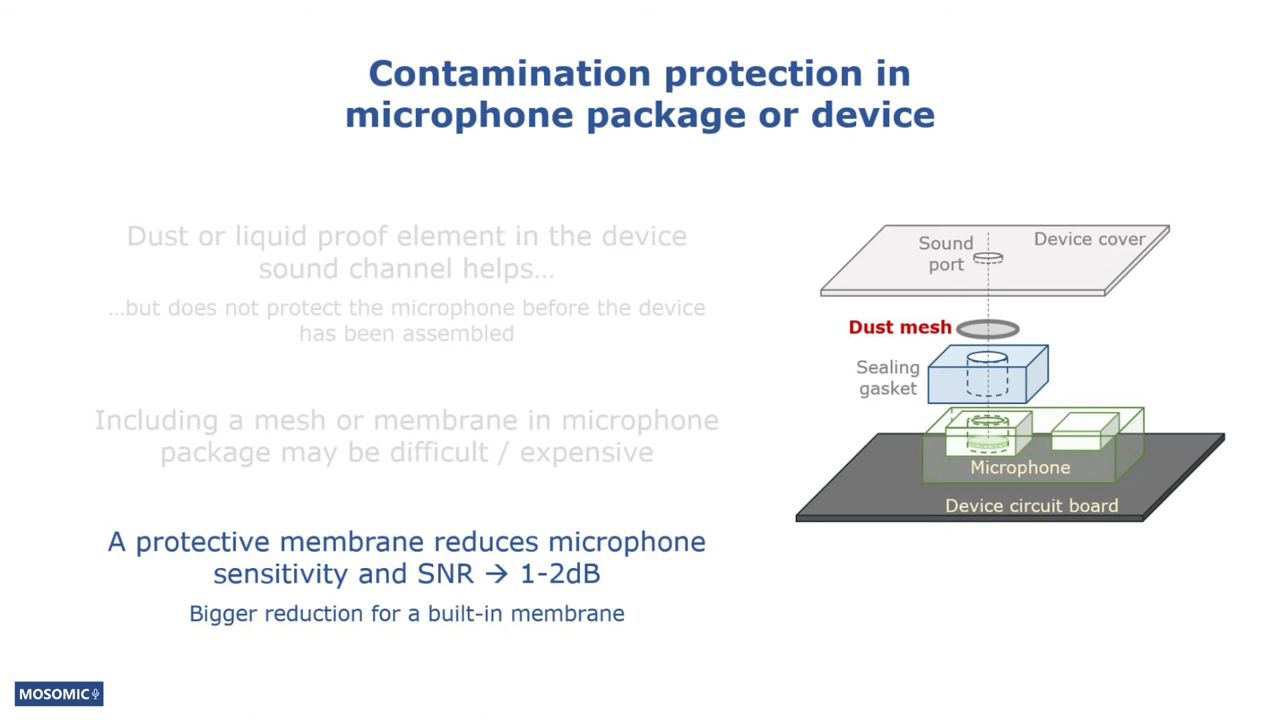 Contamination protection in
microphone package or device
Dust or liquid proof element in the device
sound channel helps…
…but does not protect the microphone before the device
has been assembled
Including a mesh or membrane in microphone
package may be difficult / expensive
A protective membrane reduces microphone
sensitivity and SNR → 1-2dB
Bigger reduction for a built-in membrane
Sound
port
Device cover
Dust mesh
Sealing
gasket
Microphone
Device circuit board
MOSOMIC